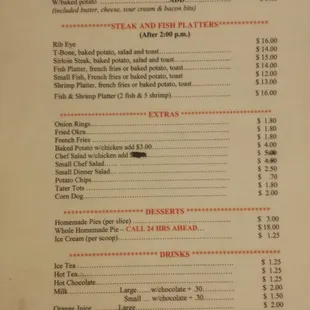 W/baked potato
(Included butter, cheese, sour cream & bacon bits)
STEAK AND FISH PLATTERS
(After 2:00 p.m.)
Rib Eye $ 16.00
T-Bone, baked potato, salad and toast $ 14.00
Sirloin Steak, baked potato, salad and toast $ 15.00
Fish Platter, french fries or baked potato, toast $ 14.00
Small Fish, French fries or baked potato $ 12.00
Shrimp Platter, french fries or baked potato, toast $ 13.00
Fish & Shrimp Platter (2 fish & 5 shrimp) $ 16.00
EXTRAS
Onion Rings $ 1.80
Fried Okra $ 1.80
French Fries $ 1.80
Baked Potato w/chicken add $3.00 $ 4.00
Chef Salad w/chicken $
Small Chef Salad $
Small Dinner Salad $ 2.50
Potato Chips $ .70
Tater Tots $ 1.80
Corn Dog $ 2.00
DESSERTS
Homemade Pies (per slice) $ 3.00
Whole Homemade Pie – CALL 24 HRS AHEAD… $18.00
Ice Cream (per scoop) $ 1.25
DRINKS
Ice Tea $ 1.25
Hot Tea $ 1.25
Hot Chocolate $ 1.25
Milk Large ....w/chocolate + .30 $ 2.00
Small ... w/chocolate + .30 $ 1.50
Orange Juice Large $ 2.00